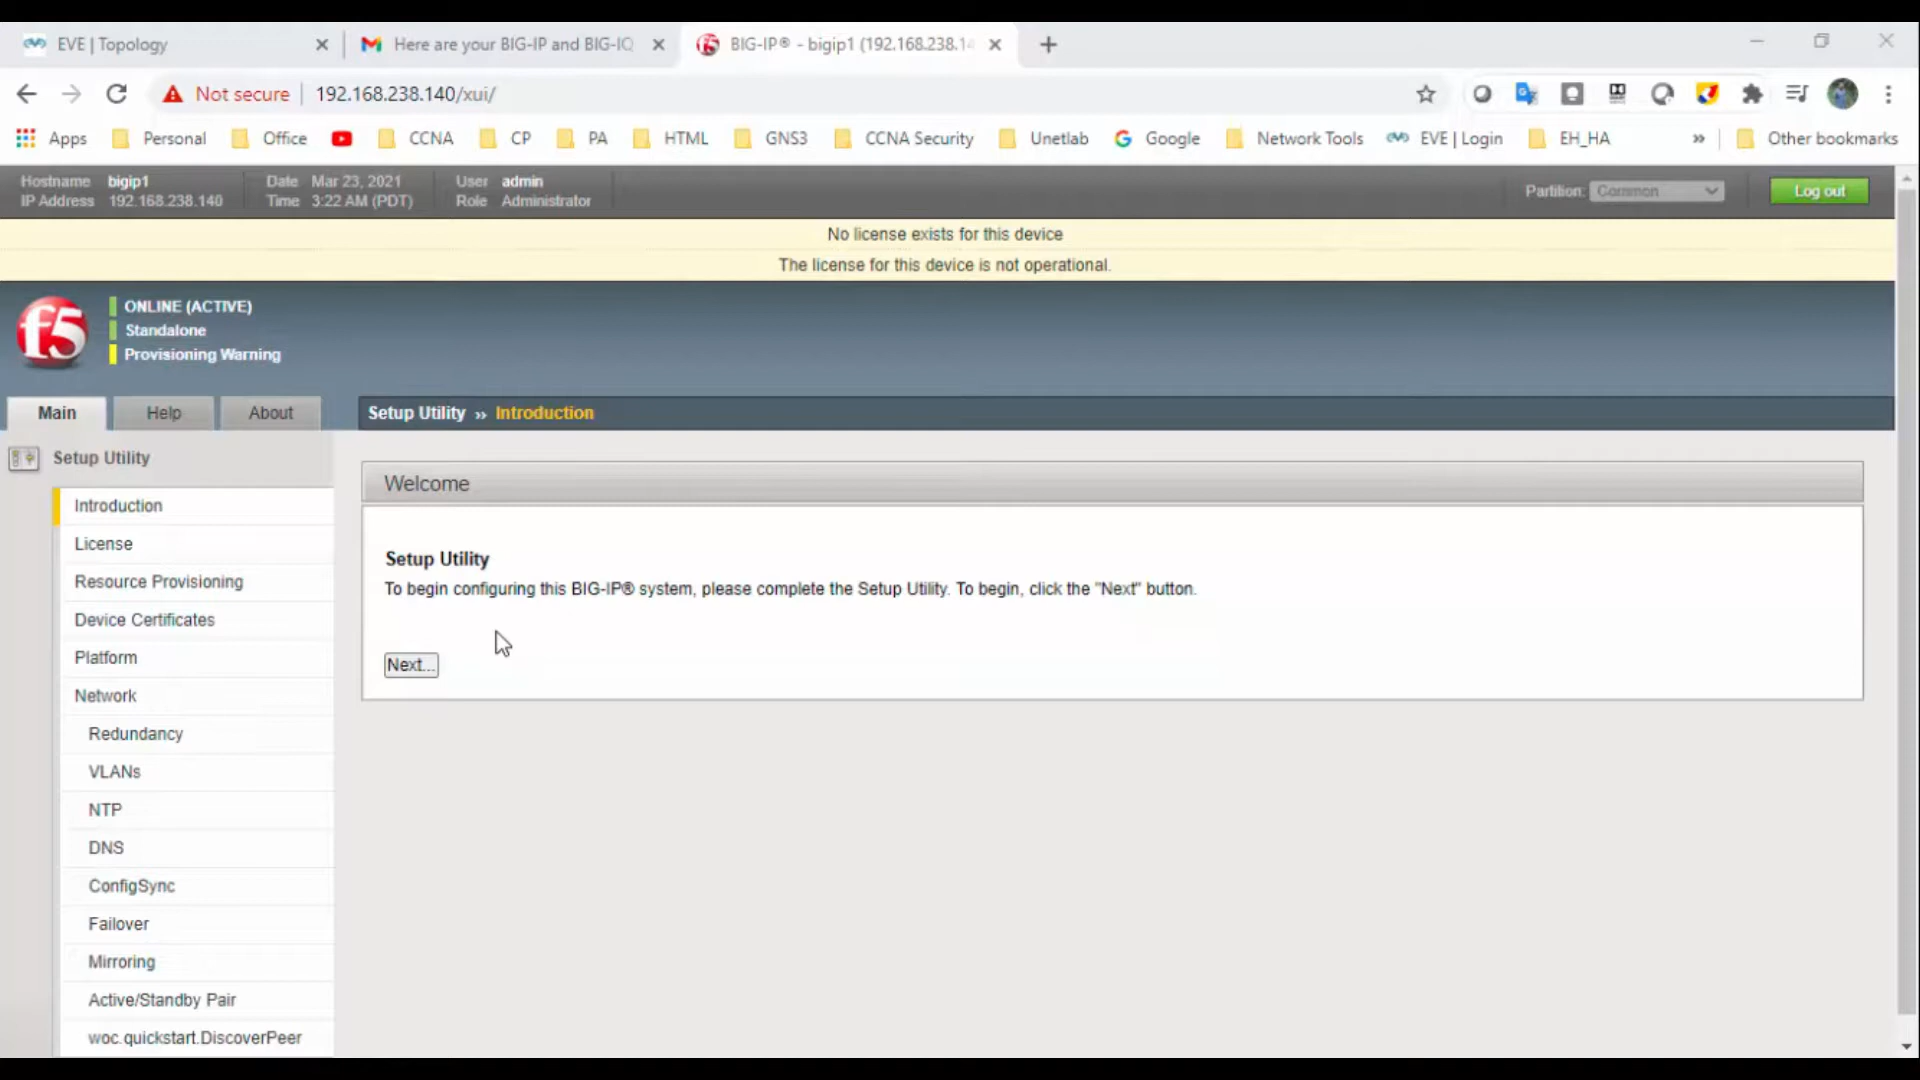 EVE | Topology
Here are your BIG-IP and BIG-IQ
BIG-IP® - bigip1 (192.168.238.14
Not secure
192.168.238.140/xui/
Apps
Personal
Office
CCNA
CP
PA
HTML
GNS3
CCNA Security
Unetlab
Google
Network Tools
EVE | Login
EH_HA
»
Other bookmarks
Hostname bigip1
IP Address 192.168.238.140
Date Mar 23, 2021
Time 3:22 AM (PDT)
User admin
Role Administrator
Partition: Common
Log out
No license exists for this device
The license for this device is not operational.
f5
ONLINE (ACTIVE)
Standalone
Provisioning Warning
Main
Help
About
Setup Utility » Introduction
Setup Utility
Introduction
License
Resource Provisioning
Device Certificates
Platform
Network
Redundancy
VLANs
NTP
DNS
ConfigSync
Failover
Mirroring
Active/Standby Pair
woc.quickstart.DiscoverPeer
Welcome
Setup Utility
To begin configuring this BIG-IP® system, please complete the Setup Utility. To begin, click the "Next" button.
Next...